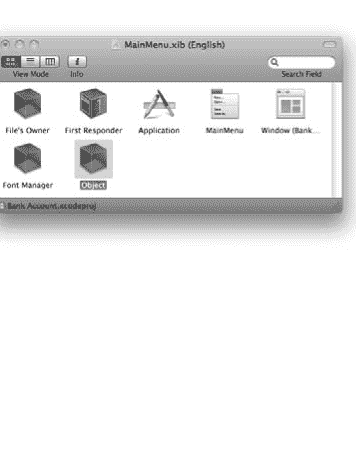 MainMenu.xib (English)
View Mode
Info
Search Field
File's Owner
First Responder
Application
MainMenu
Window (Bank...
Font Manager
Object
Bank Account.xcodeproj